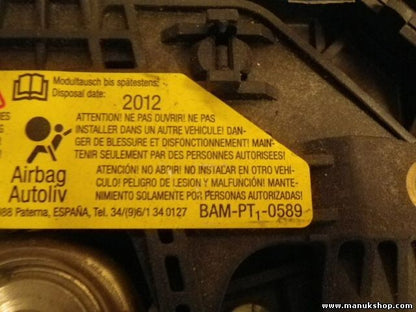 Modultausch bis spätestens:
Disposal date: 2012
ATTENTION! NE PAS OUVRIR! NE PAS
INSTALLER DANS UN AUTRE VEHICULE! DAN-
GER DE BLESSURE ET DISFONCTIONNEMENT! MAIN-
TENIR SEULEMENT PAR DES PERSONNES AUTORISEES!
ATENCIÓN! NO ABRIR! NO INSTALAR EN OTRO VEHI-
CULO! PELIGRO DE LESION Y MALFUNCIÓN! MANTE-
NIMIENTO SOLAMENTE POR PERSONAS AUTORIZADAS!
Airbag
Autoliv
988 Paterna, ESPAÑA, Tel. 34/(9)6/1 34 0127 BAM-PT1-0589
www.manukshop.com